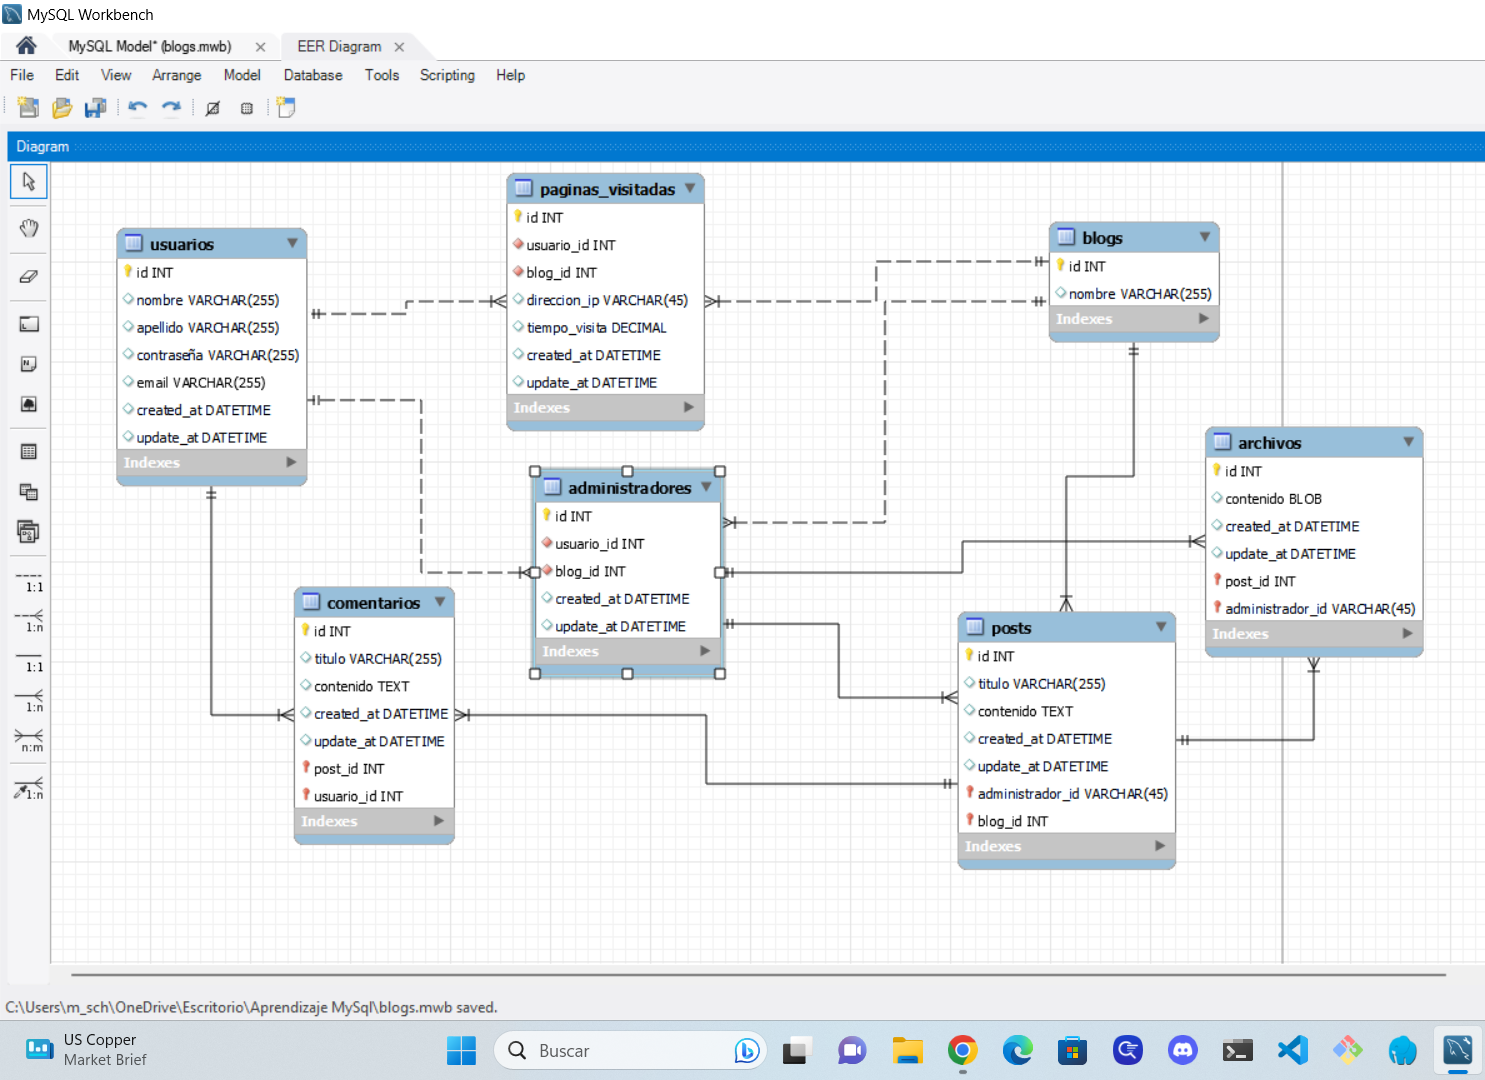 MySQL Workbench
MySQL Model* (blogs.mwb)
EER Diagram
File Edit View Arrange Model Database Tools Scripting Help
Diagram
usuarios
id INT
nombre VARCHAR(255)
apellido VARCHAR(255)
contraseña VARCHAR(255)
email VARCHAR(255)
created_at DATETIME
update_at DATETIME
Indexes
paginas_visitadas
id INT
usuario_id INT
blog_id INT
direccion_ip VARCHAR(45)
tiempo_visita DECIMAL
created_at DATETIME
update_at DATETIME
Indexes
blogs
id INT
nombre VARCHAR(255)
Indexes
administradores
id INT
usuario_id INT
blog_id INT
created_at DATETIME
update_at DATETIME
Indexes
archivos
id INT
contenido BLOB
created_at DATETIME
update_at DATETIME
post_id INT
administrador_id VARCHAR(45)
Indexes
comentarios
id INT
titulo VARCHAR(255)
contenido TEXT
created_at DATETIME
update_at DATETIME
post_id INT
usuario_id INT
Indexes
posts
id INT
titulo VARCHAR(255)
contenido TEXT
created_at DATETIME
update_at DATETIME
administrador_id VARCHAR(45)
blog_id INT
Indexes
1:1
1:n
1:1
1:n
n:m
1:n
C:\Users\m_sch\OneDrive\Escritorio\Aprendizaje MySql\blogs.mwb saved.
US Copper
Market Brief
Buscar